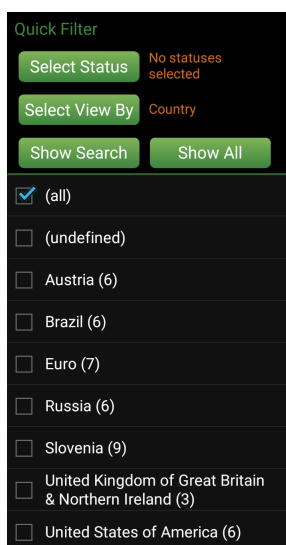 Quick Filter
Select Status
No statuses
selected
Select View By
Country
Show Search
Show All
(all)
(undefined)
Austria (6)
Brazil (6)
Euro (7)
Russia (6)
Slovenia (9)
United Kingdom of Great Britain
& Northern Ireland (3)
United States of America (6)